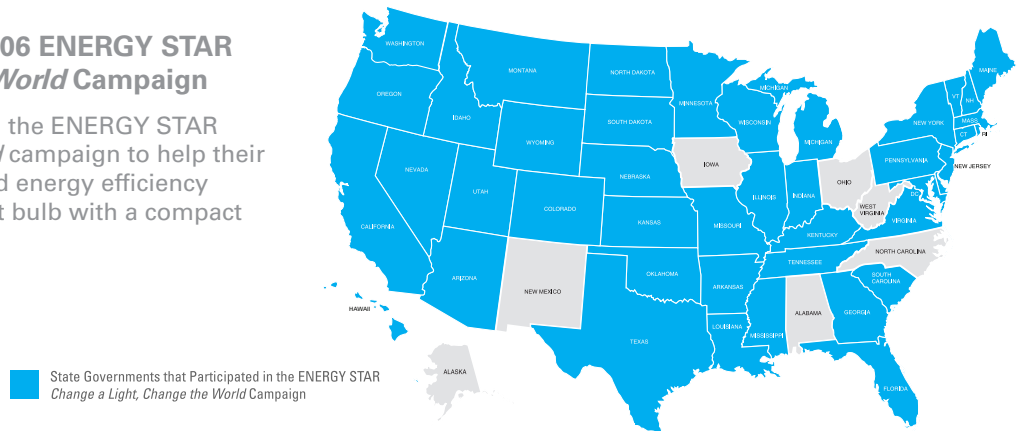 06 ENERGY STAR
World Campaign
the ENERGY STAR
campaign to help their
energy efficiency
bulb with a compact
WASHINGTON
MONTANA
NORTH DAKOTA
MINNESOTA
MICHIGAN
MAINE
OREGON
IDAHO
SOUTH DAKOTA
WISCONSIN
VT
NH
NEW YORK
MASS
CT
RI
WYOMING
MICHIGAN
IOWA
PENNSYLVANIA
NEW JERSEY
NEVADA
UTAH
NEBRASKA
ILLINOIS
INDIANA
OHIO
DC
WEST
VIRGINIA
VIRGINIA
COLORADO
KANSAS
MISSOURI
KENTUCKY
CALIFORNIA
NORTH CAROLINA
TENNESSEE
ARIZONA
NEW MEXICO
OKLAHOMA
ARKANSAS
SOUTH
CAROLINA
HAWAII
ALABAMA
GEORGIA
LOUISIANA
MISSISSIPPI
TEXAS
ALASKA
FLORIDA
State Governments that Participated in the ENERGY STAR
Change a Light, Change the World Campaign